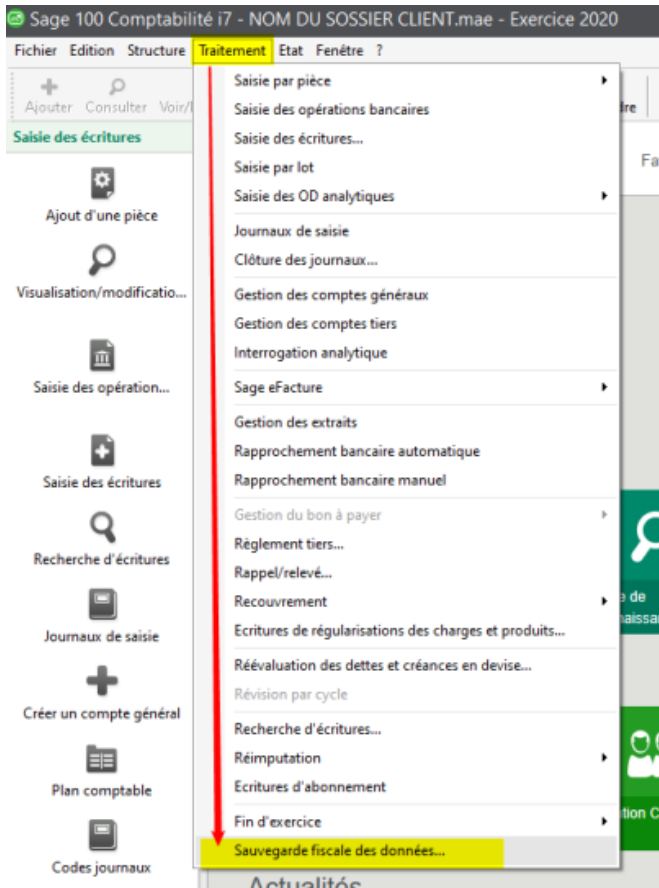 Sage 100 Comptabilité i7 - NOM DU SOSSIER CLIENT.mae - Exercice 2020
Fichier Edition Structure Traitement Etat Fenêtre ?
Ajouter Consulter Voir/
Saisie des écritures
Ajout d'une pièce
Visualisation/modificatio...
Saisie des opération...
Saisie des écritures
Recherche d'écritures
Journaux de saisie
Créer un compte général
Plan comptable
Codes journaux
Saisie par pièce
Saisie des opérations bancaires
Saisie des écritures...
Saisie par lot
Saisie des OD analytiques
Journaux de saisie
Clôture des journaux...
Gestion des comptes généraux
Gestion des comptes tiers
Interrogation analytique
Sage eFacture
Gestion des extraits
Rapprochement bancaire automatique
Rapprochement bancaire manuel
Gestion du bon à payer
Règlement tiers...
Rappel/relevé...
Recouvrement
Ecritures de régularisations des charges et produits...
Réévaluation des dettes et créances en devise...
Révision par cycle
Recherche d'écritures...
Réimputation
Ecritures d'abonnement
Fin d'exercice
Sauvegarde fiscale des données...
Fa
de
naissa
tion C
Actualités